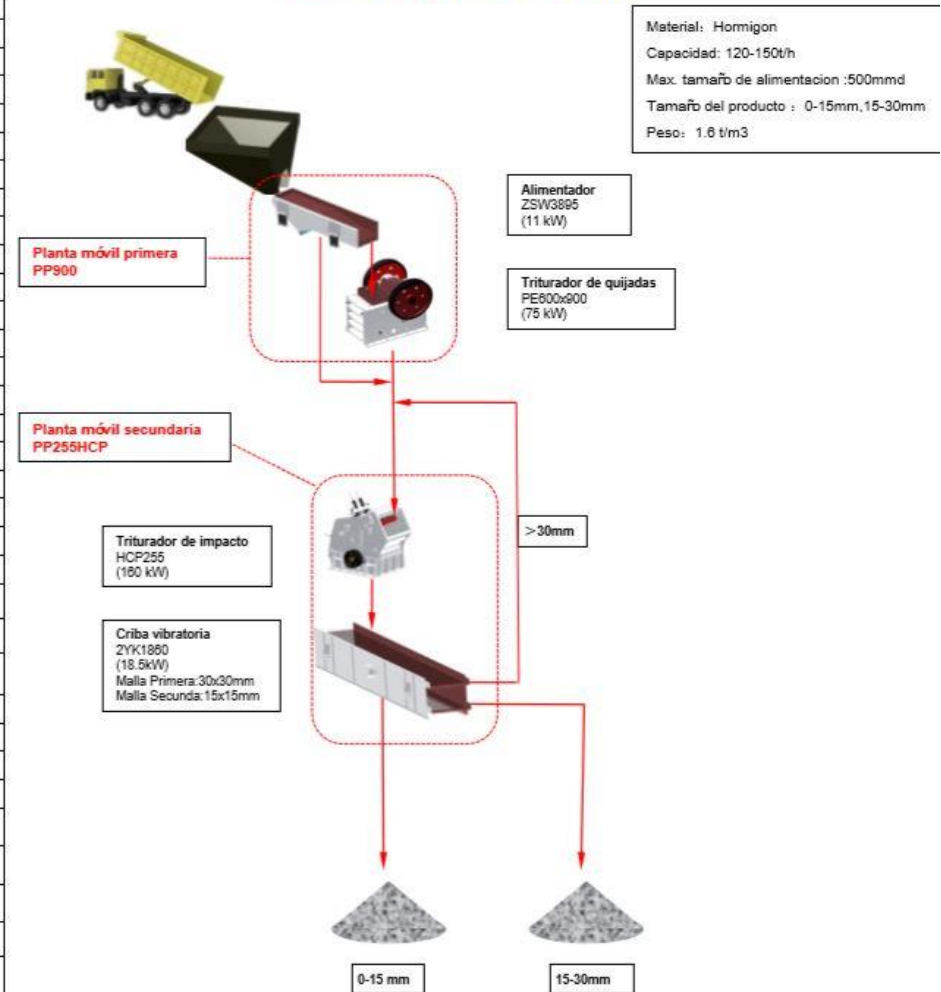 Material: Hormigon
Capacidad: 120-150t/h
Max. tamaño de alimentacion :500mmd
Tamaño del producto : 0-15mm,15-30mm
Peso: 1.6 t/m3
Alimentador
ZSW3895
(11 kW)
Planta móvil primera
PP900
Triturador de quijadas
PE600x900
(75 kW)
Planta móvil secundaria
PP255HCP
>30mm
Triturador de impacto
HCP255
(160 kW)
Criba vibratoria
2YK1860
(18.5kW)
Malla Primera:30x30mm
Malla Secunda:15x15mm
0-15 mm
15-30mm